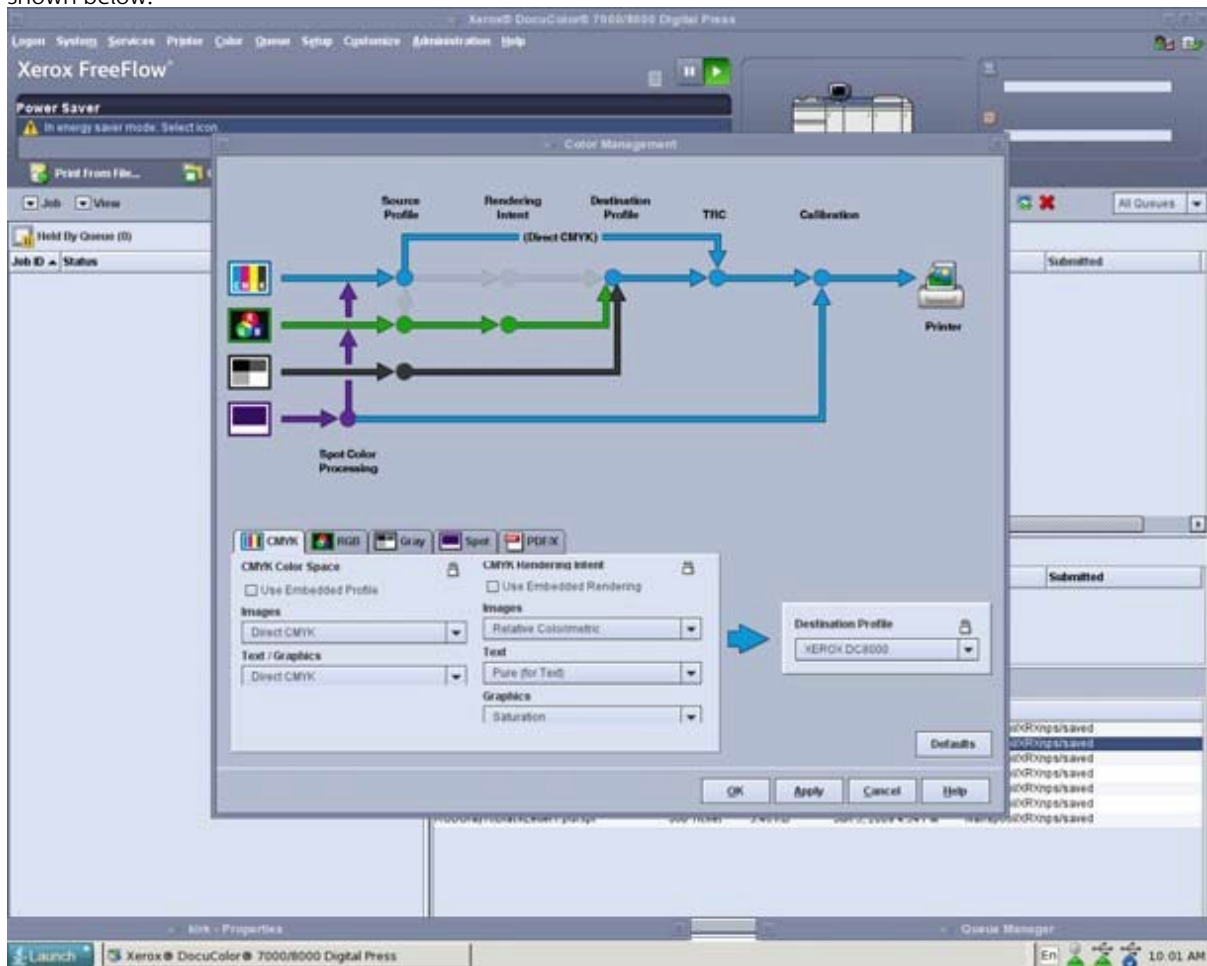 shown below:
Xerox® DocuColor® 7000/8000 Digital Press
Logon System Services Printer Color Queue Setup Customize Administration Help
Xerox FreeFlow®
Power Saver
In energy saver mode. Select icon
Color Management
Print From File...
Job View
All Queues
Held By Queue (0)
Job ID Status
Submitted
Source Profile
Rendering Intent
Destination Profile
TRC
Calibration
(Direct CMYK)
Printer
Spot Color Processing
CMYK RGB Gray Spot PDF/X
CMYK Color Space
Use Embedded Profile
Images
Direct CMYK
Text / Graphics
Direct CMYK
CMYK Rendering Intent
Use Embedded Rendering
Images
Relative Colorimetric
Text
Pure (for Text)
Graphics
Saturation
Destination Profile
XEROX DC8000
Submitted
Defaults
OK Apply Cancel Help
kirk - Properties
Queue Manager
Launch
Xerox® DocuColor® 7000/8000 Digital Press
En
10:01 AM